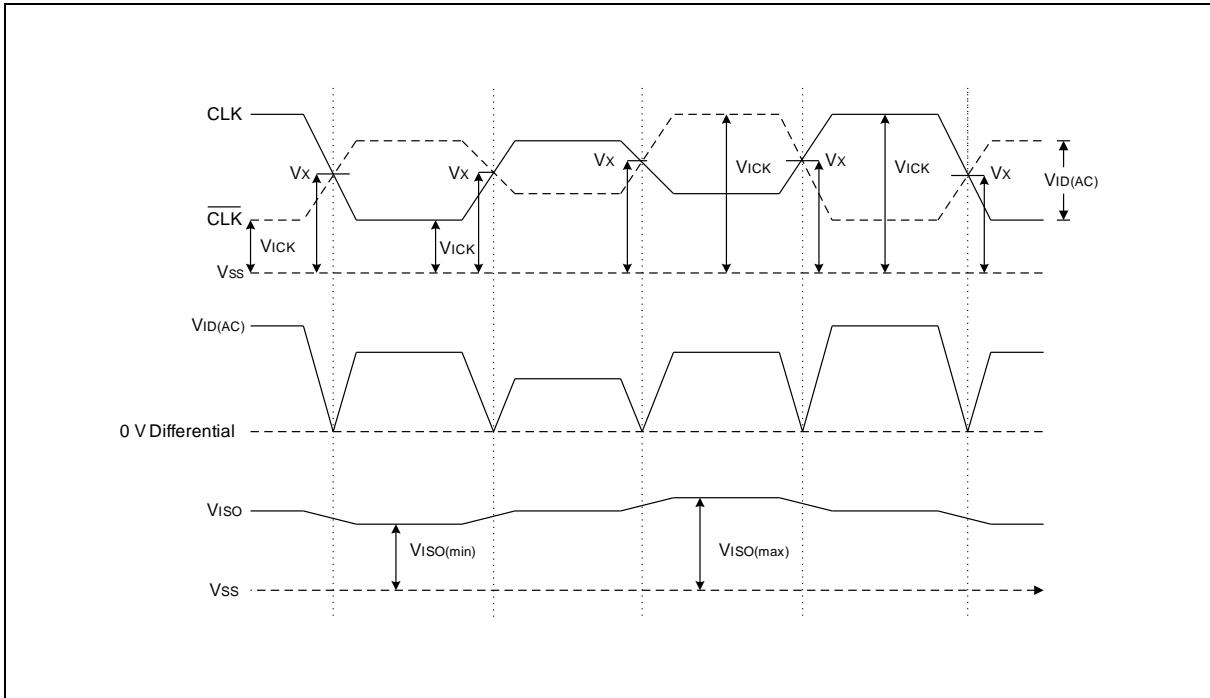 CLK
VX VX VX VX VX
VICK VICK VID(AC)
C̅L̅K̅
VICK VICK
VSS
VID(AC)
0 V Differential
VISO
VISO(min) VISO(max)
VSS